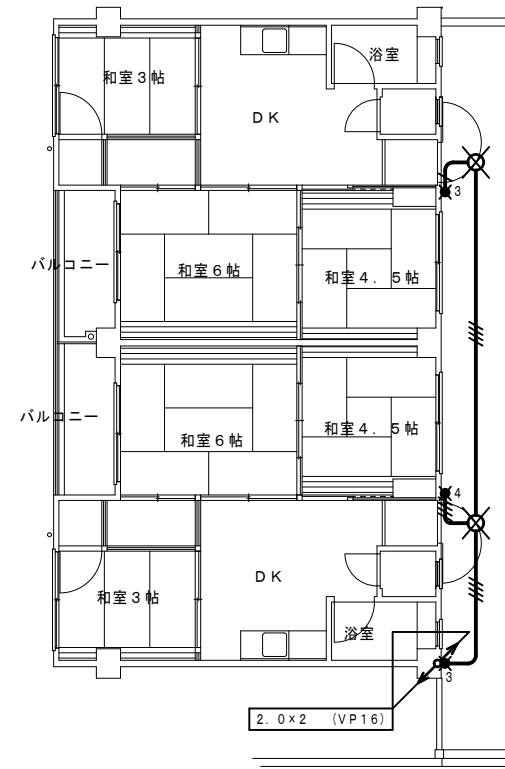 浴室
和室３帖
ＤＫ
3
バルコニー
和室６帖
和室４．５帖
バルコニー
和室６帖
和室４．５帖
4
ＤＫ
和室３帖
浴室
3
2.0×2 (VP16)